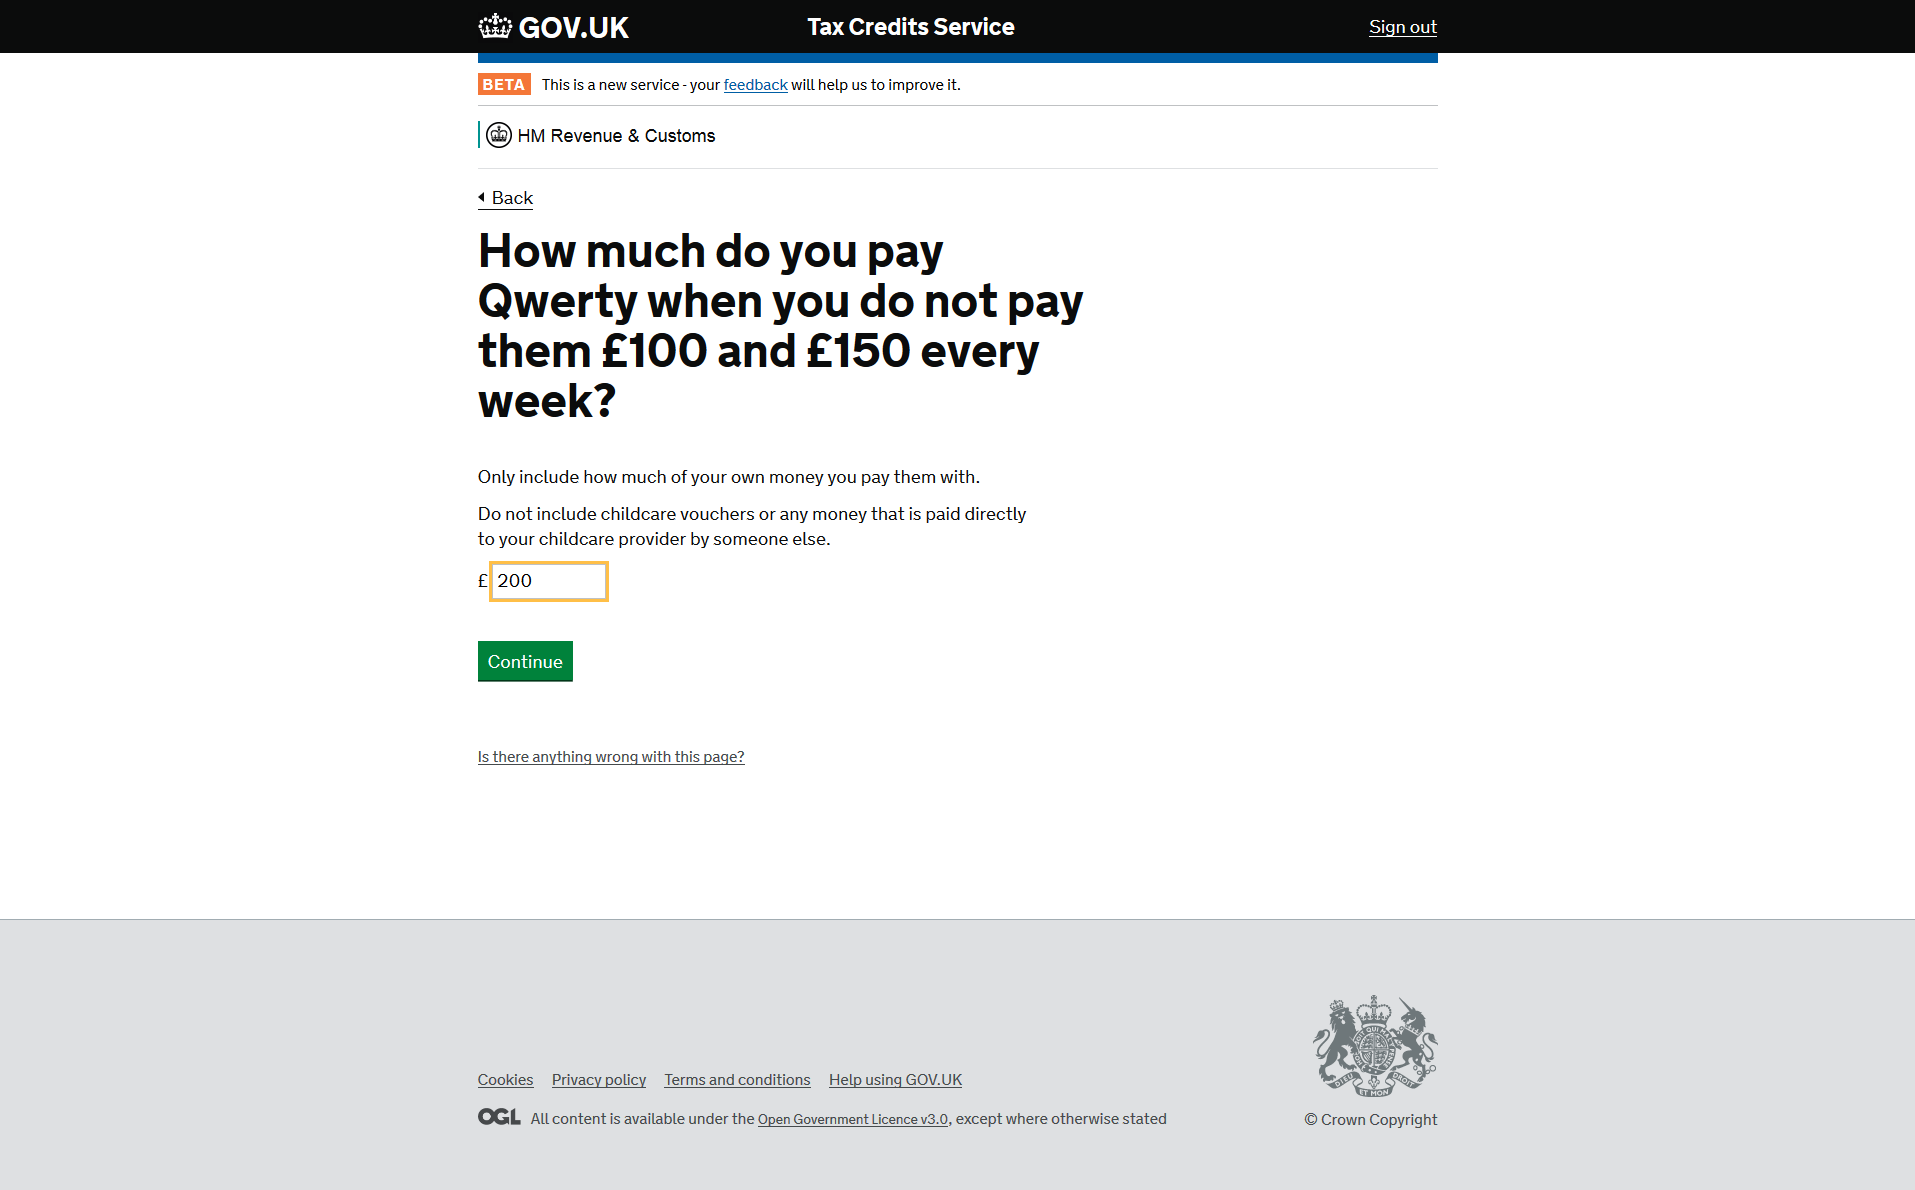 GOV.UK
Tax Credits Service
Sign out
BETA This is a new service - your feedback will help us to improve it.
HM Revenue & Customs
Back
How much do you pay
Qwerty when you do not pay
them £100 and £150 every
week?
Only include how much of your own money you pay them with.
Do not include childcare vouchers or any money that is paid directly
to your childcare provider by someone else.
£ 200
Continue
Is there anything wrong with this page?
Cookies Privacy policy Terms and conditions Help using GOV.UK
OGL All content is available under the Open Government Licence v3.0, except where otherwise stated
© Crown Copyright